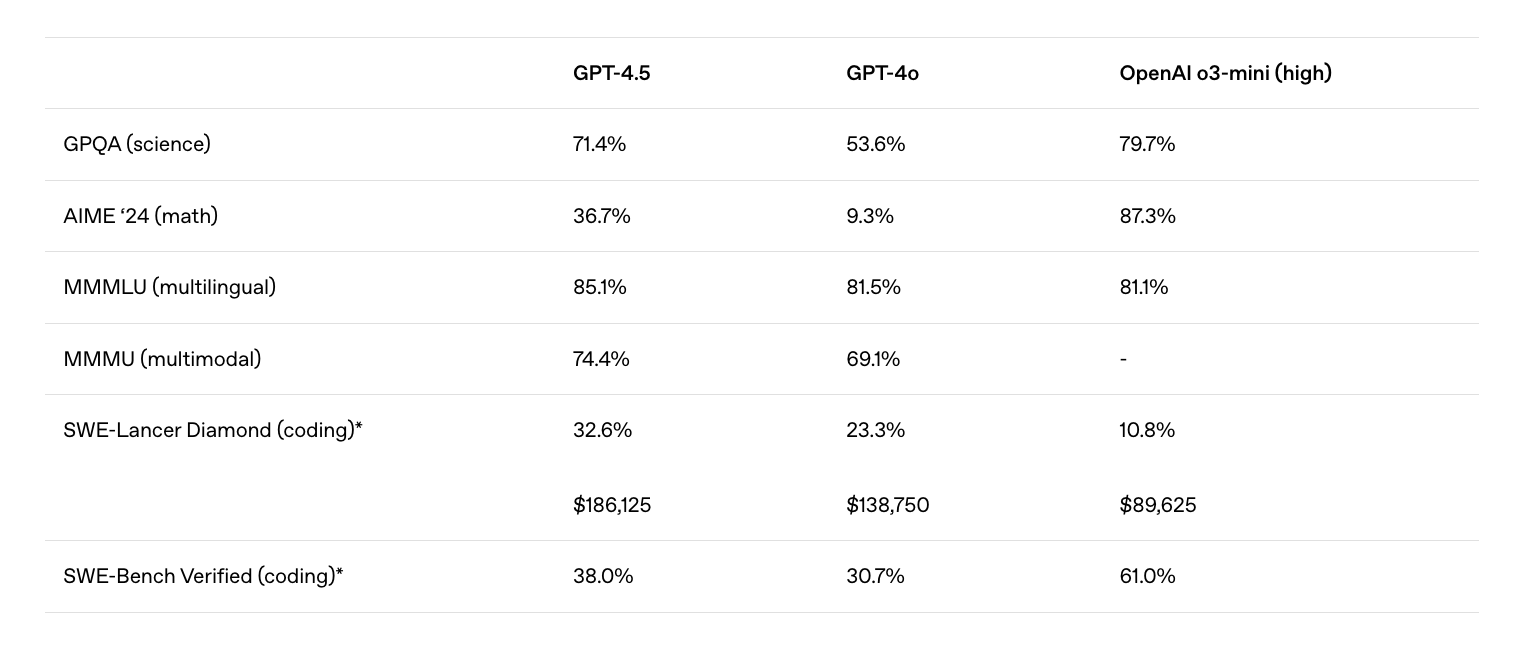 GPT-4.5 GPT-4o OpenAI o3-mini (high)
GPQA (science) 71.4% 53.6% 79.7%
AIME ‘24 (math) 36.7% 9.3% 87.3%
MMMLU (multilingual) 85.1% 81.5% 81.1%
MMMU (multimodal) 74.4% 69.1% -
SWE-Lancer Diamond (coding)* 32.6% 23.3% 10.8%
$186,125 $138,750 $89,625
SWE-Bench Verified (coding)* 38.0% 30.7% 61.0%